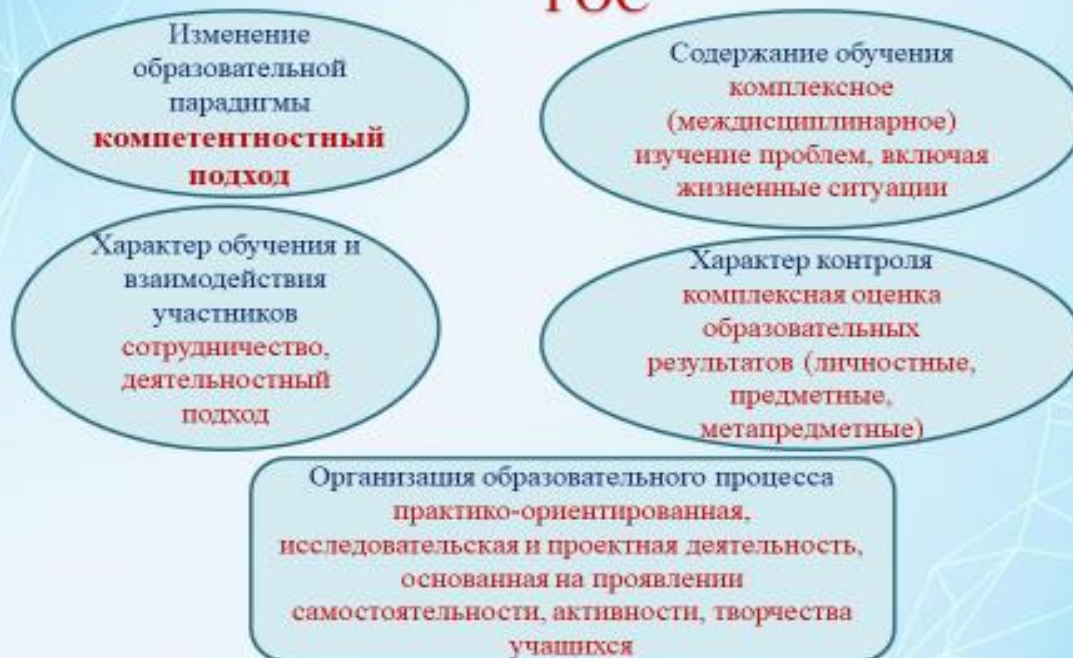 Изменение
образовательной
парадигмы
компетентностный
подход
Содержание обучения
комплексное
(междисциплинарное)
изучение проблем, включая
жизненные ситуации
Характер обучения и
взаимодействия
участников
сотрудничество,
деятельностный
подход
Характер контроля
комплексная оценка
образовательных
результатов (личностные,
предметные,
метапредметные)
Организация образовательного процесса
практико-ориентированная,
исследовательская и проектная деятельность,
основанная на проявлении
самостоятельности, активности, творчества
учащихся